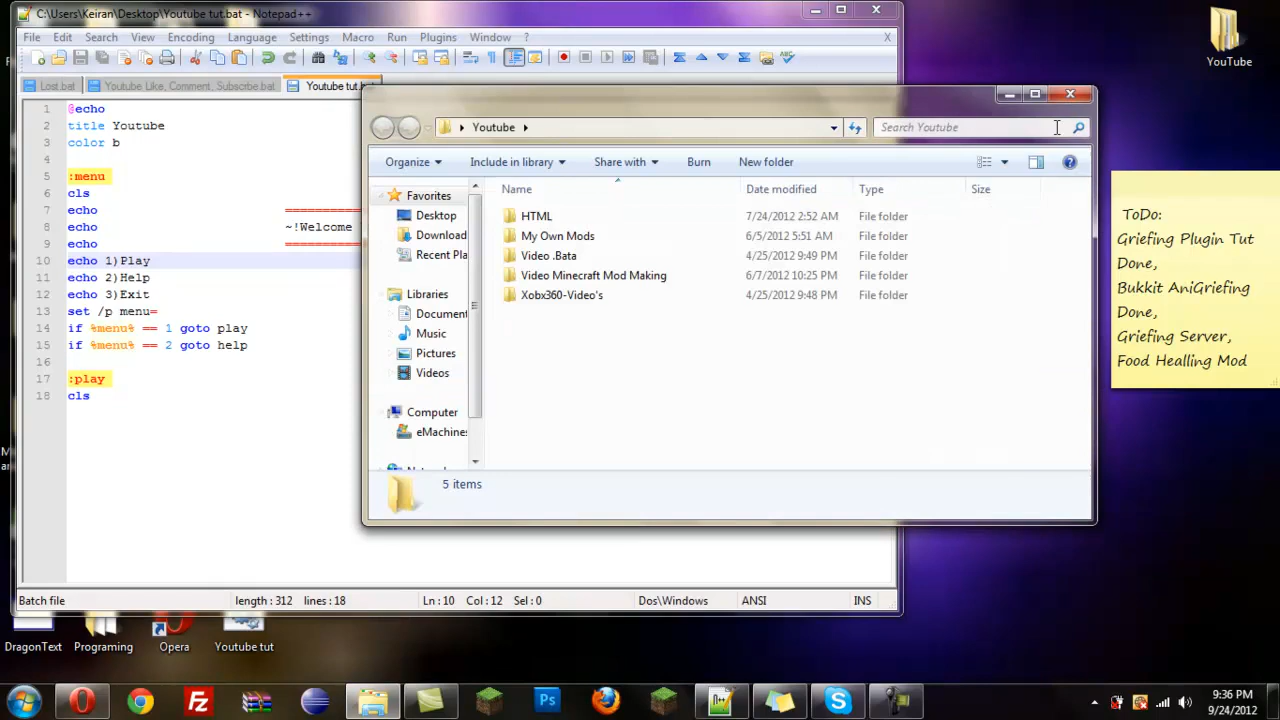 C:\Users\Keiran\Desktop\Youtube tut.bat - Notepad++
File Edit Search View Encoding Language Settings Macro Run Plugins Window X
Lost.bat Youtube Like, Comment, Subscrbe.bat Youtube tut.bat
1 @echo
2 title Youtube
3 color b
4
5 :menu
6 cls
7 echo ==========
8 echo ~!Welcome
9 echo ==========
10 echo 1)Play
11 echo 2)Help
12 echo 3)Exit
13 set /p menu=
14 if %menu% == 1 goto play
15 if %menu% == 2 goto help
16
17 :play
18 cls
Batch file length : 312 lines : 18 Ln : 10 Col : 12 Sel : 0 Dos\Windows ANSI INS
Youtube
Search Youtube
Organize Include in library Share with Burn New folder
Favorites
Desktop
Download
Recent Pla
Libraries
Document
Music
Pictures
Videos
Computer
eMachines
Name Date modified Type Size
HTML 7/24/2012 2:52 AM File folder
My Own Mods 6/5/2012 5:51 AM File folder
Video .Bata 4/25/2012 9:49 PM File folder
Video Minecraft Mod Making 6/7/2012 10:25 PM File folder
Xobx360-Video's 4/25/2012 9:48 PM File folder
5 items
YouTube
ToDo:
Griefing Plugin Tut
Done,
Bukkit AniGriefing
Done,
Griefing Server,
Food Healling Mod
DragonText Programing Opera Youtube tut
9:36 PM
9/24/2012